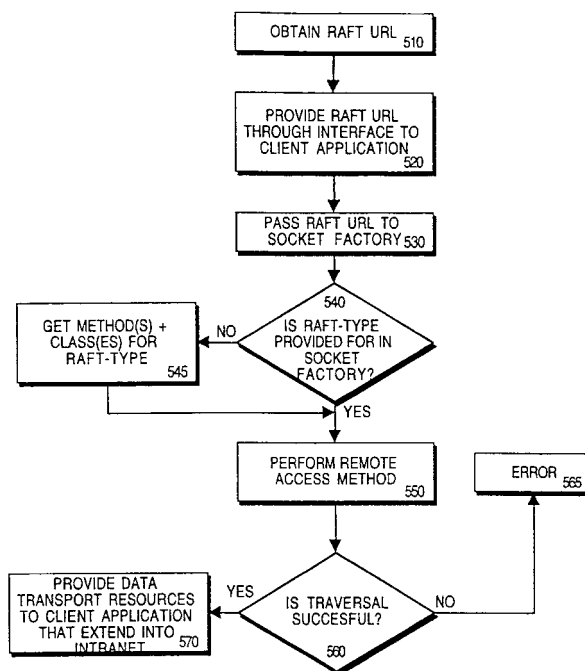 OBTAIN RAFT URL
510
PROVIDE RAFT URL
THROUGH INTERFACE TO
CLIENT APPLICATION
520
PASS RAFT URL TO
SOCKET FACTORY
530
540
IS RAFT-TYPE
PROVIDED FOR IN
SOCKET
FACTORY?
NO
GET METHOD(S) +
CLASS(ES) FOR
RAFT-TYPE
545
YES
PERFORM REMOTE
ACCESS METHOD
550
ERROR
565
IS TRAVERSAL
SUCCESFUL?
560
NO
YES
PROVIDE DATA
TRANSPORT RESOURCES
TO CLIENT APPLICATION
THAT EXTEND INTO
INTRANET
570